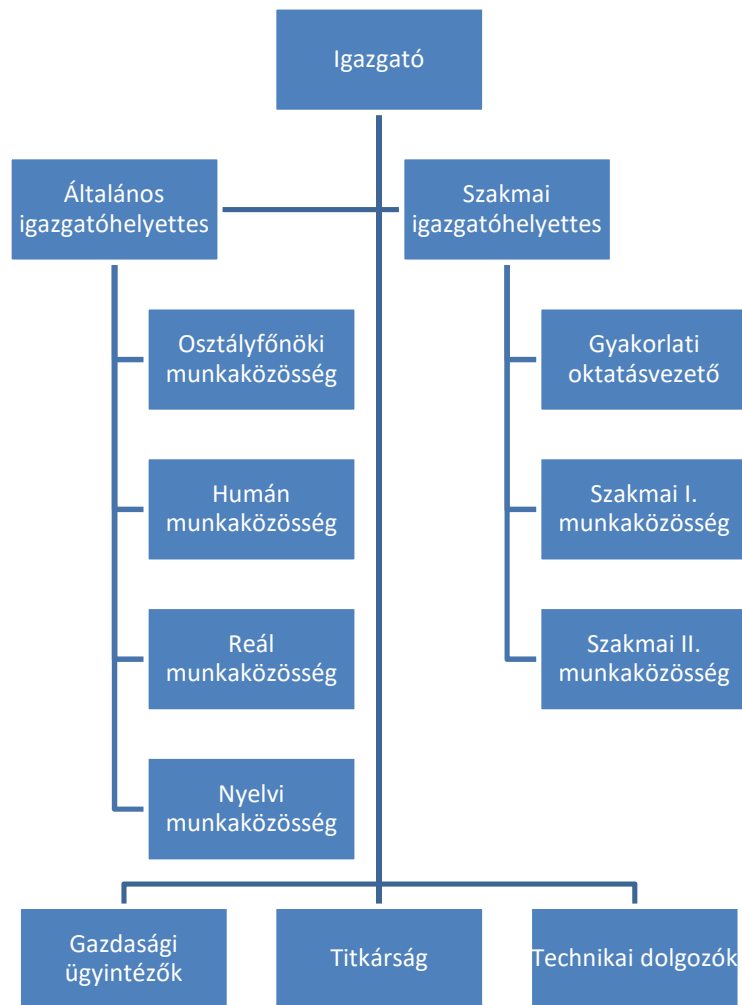 Igazgató
Általános
igazgatóhelyettes
Szakmai
igazgatóhelyettes
Osztályfőnöki
munkaközösség
Gyakorlati
oktatásvezető
Humán
munkaközösség
Szakmai I.
munkaközösség
Reál
munkaközösség
Szakmai II.
munkaközösség
Nyelvi
munkaközösség
Gazdasági
ügyintézők
Titkárság
Technikai dolgozók